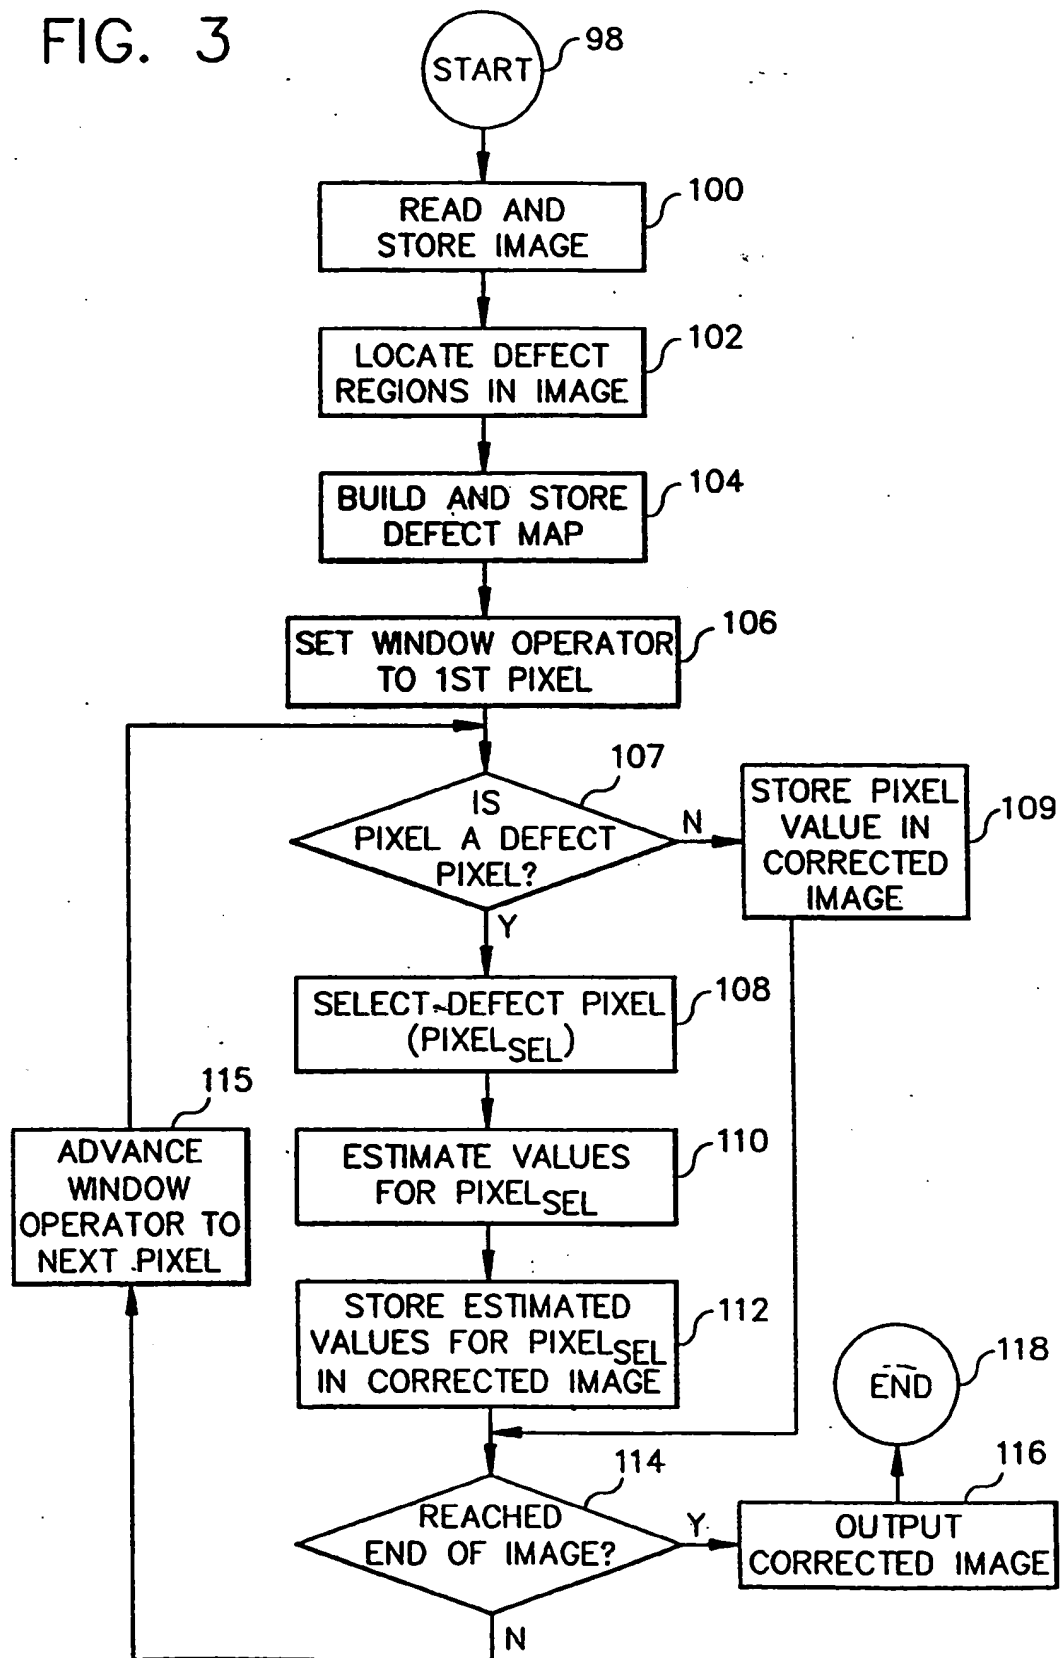 FIG. 3
START
98
READ AND
STORE IMAGE
100
LOCATE DEFECT
REGIONS IN IMAGE
102
BUILD AND STORE
DEFECT MAP
104
SET WINDOW OPERATOR
TO 1ST PIXEL
106
IS
PIXEL A DEFECT
PIXEL?
107
N
Y
STORE PIXEL
VALUE IN
CORRECTED
IMAGE
109
SELECT DEFECT PIXEL
(PIXELSEL)
108
ESTIMATE VALUES
FOR PIXELSEL
110
STORE ESTIMATED
VALUES FOR PIXELSEL
IN CORRECTED IMAGE
112
ADVANCE
WINDOW
OPERATOR TO
NEXT PIXEL
115
REACHED
END OF IMAGE?
114
Y
N
OUTPUT
CORRECTED IMAGE
116
END
118